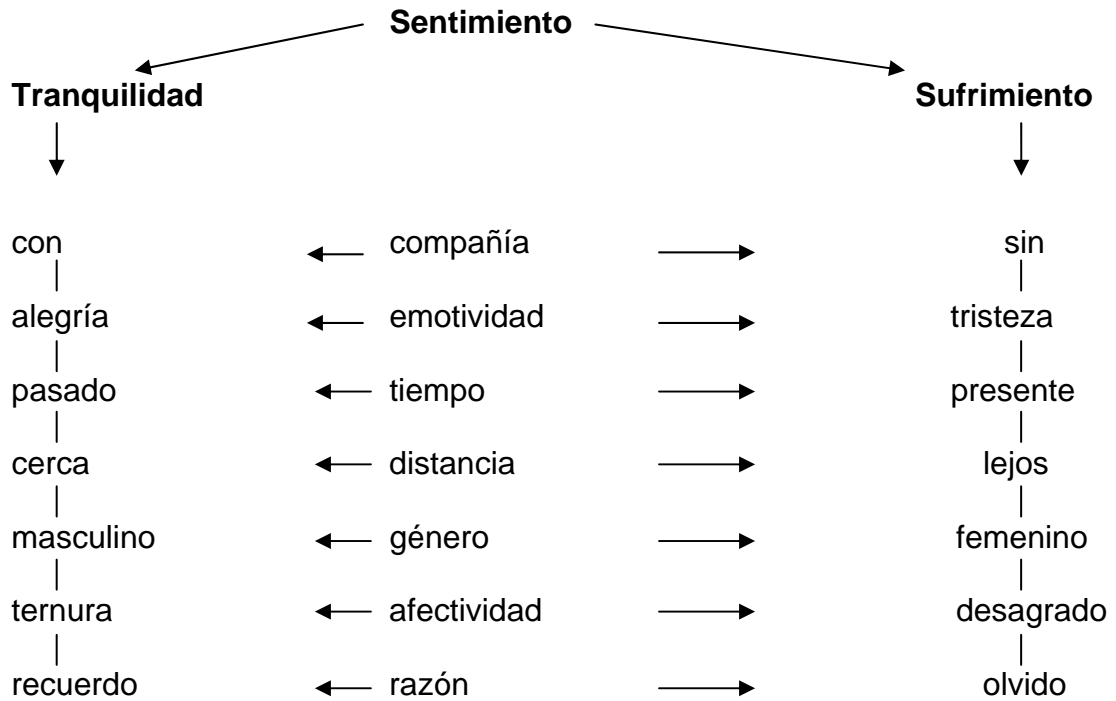 Sentimiento
Tranquilidad Sufrimiento
con compañía sin
alegría emotividad tristeza
pasado tiempo presente
cerca distancia lejos
masculino género femenino
ternura afectividad desagrado
recuerdo razón olvido